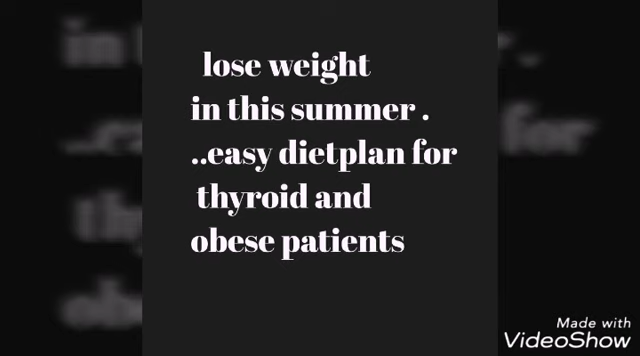 lose weight
in this summer .
..easy dietplan for
thyroid and
obese patients
Made with
VideoShow